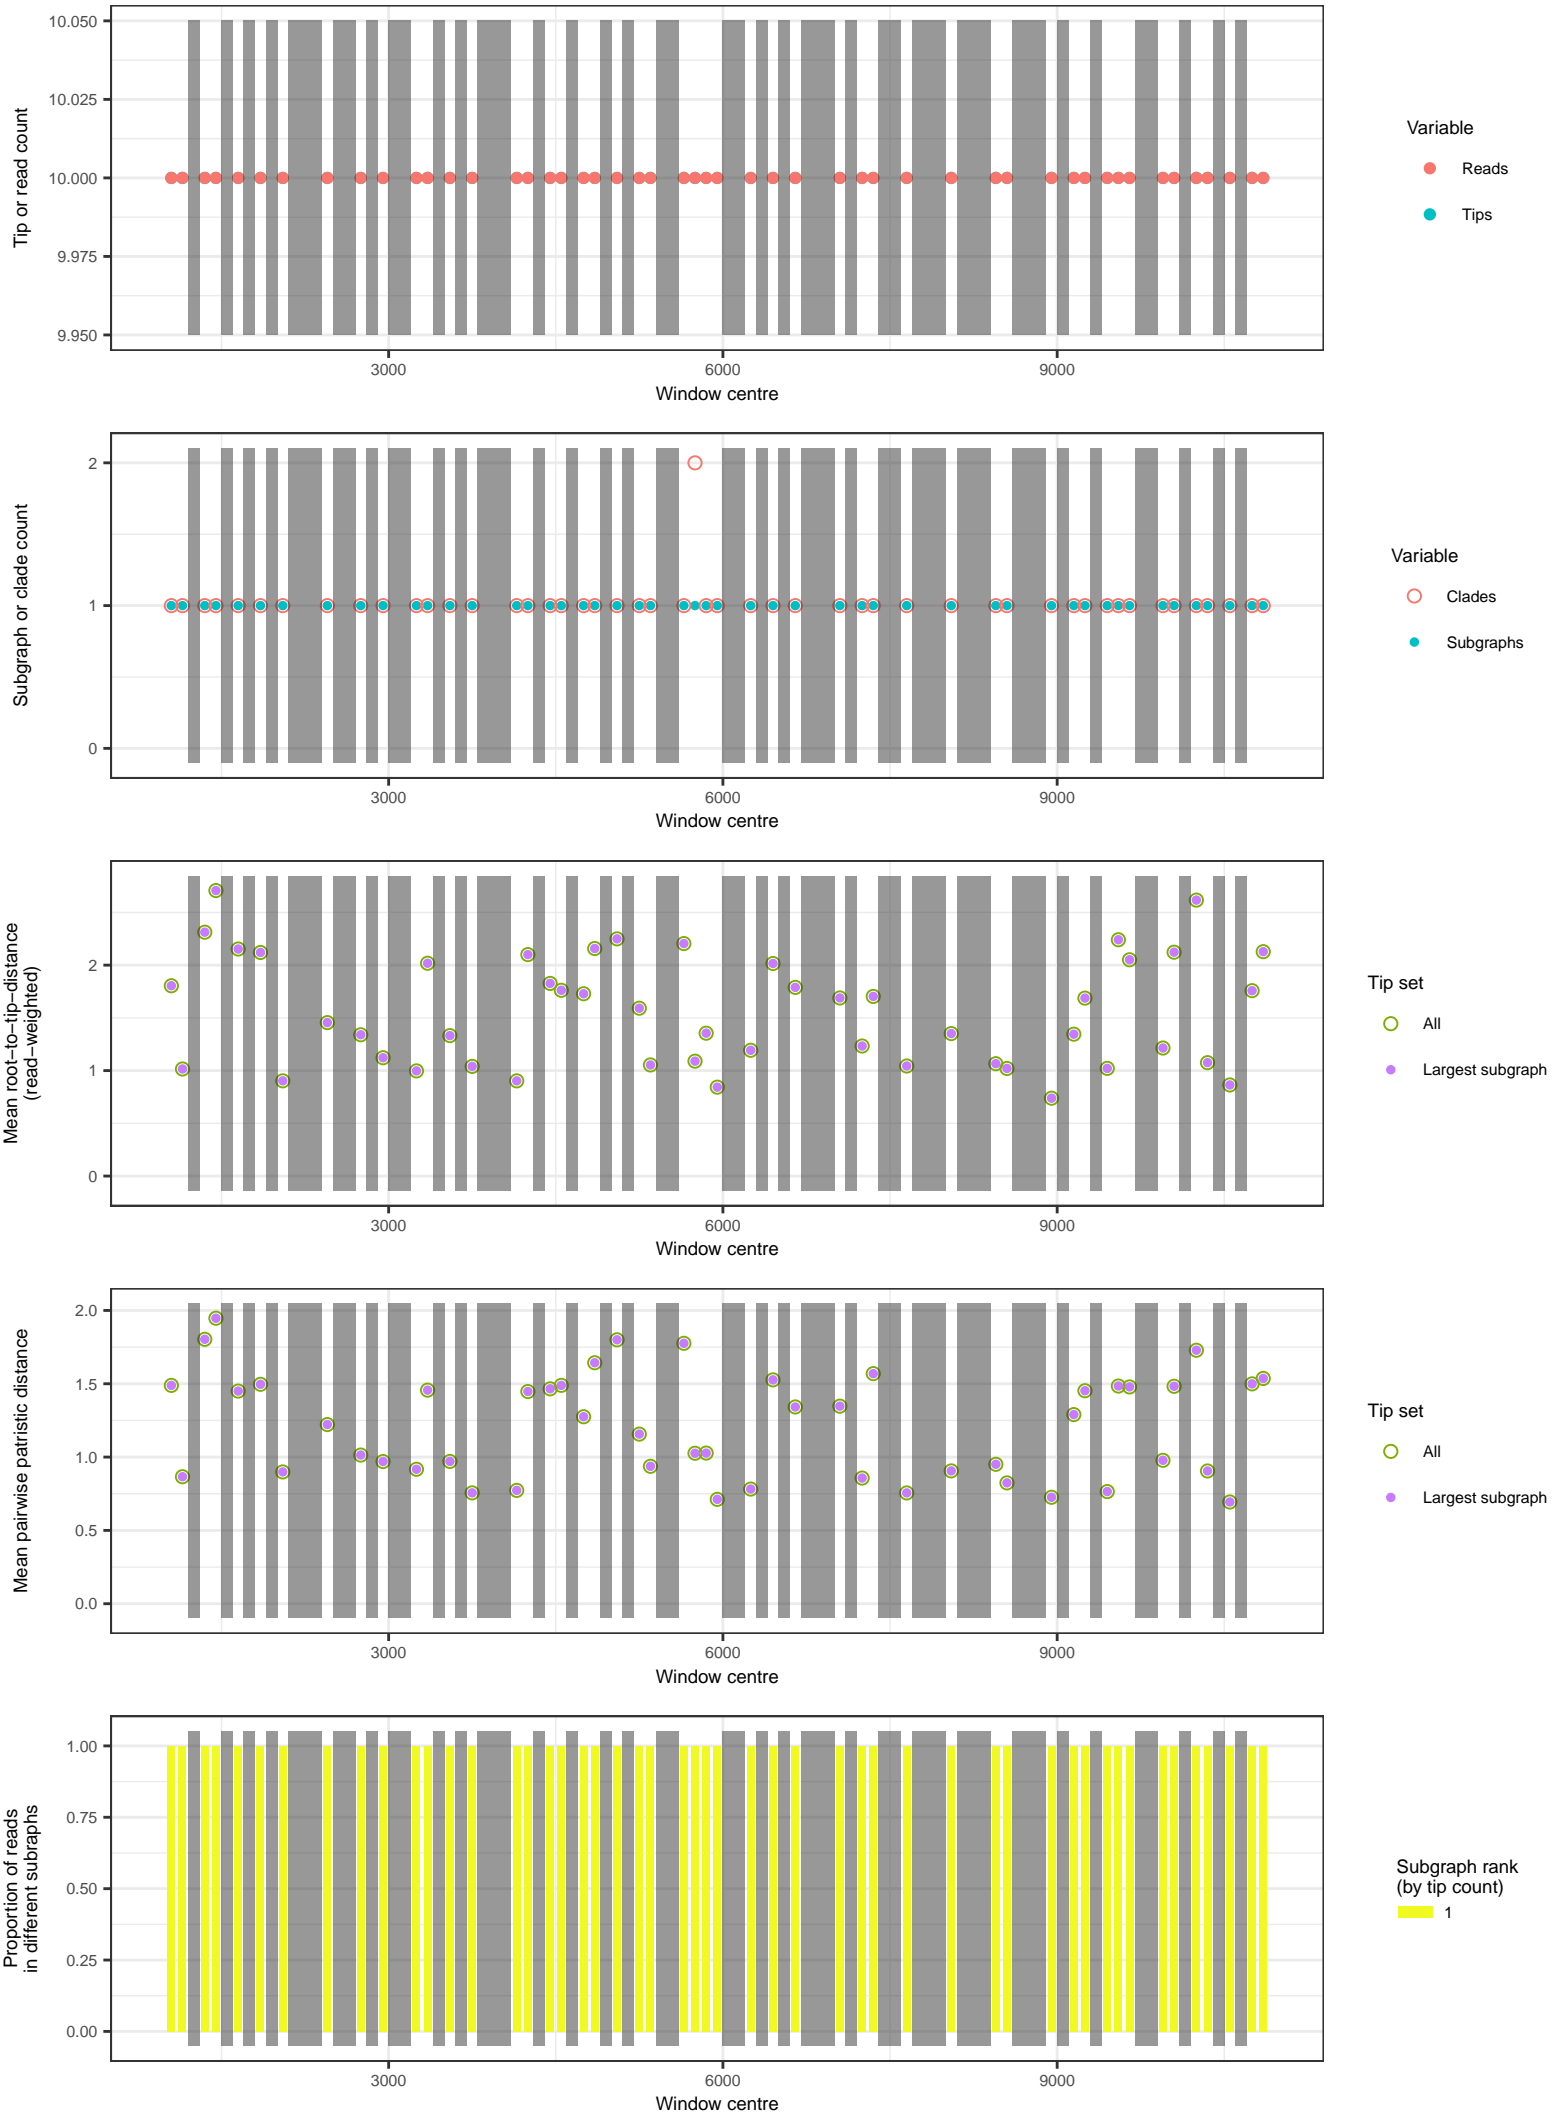 10.050
10.025
10.000
9.975
9.950
Tip or read count
3000 6000 9000
Window centre
Variable
Reads
Tips
2
1
0
Subgraph or clade count
3000 6000 9000
Window centre
Variable
Clades
Subgraphs
2
1
0
Mean root−to−tip−distance
(read−weighted)
3000 6000 9000
Window centre
Tip set
All
Largest subgraph
2.0
1.5
1.0
0.5
0.0
Mean pairwise patristic distance
3000 6000 9000
Window centre
Tip set
All
Largest subgraph
1.00
0.75
0.50
0.25
0.00
Proportion of reads
in different subraphs
3000 6000 9000
Window centre
Subgraph rank
(by tip count)
1